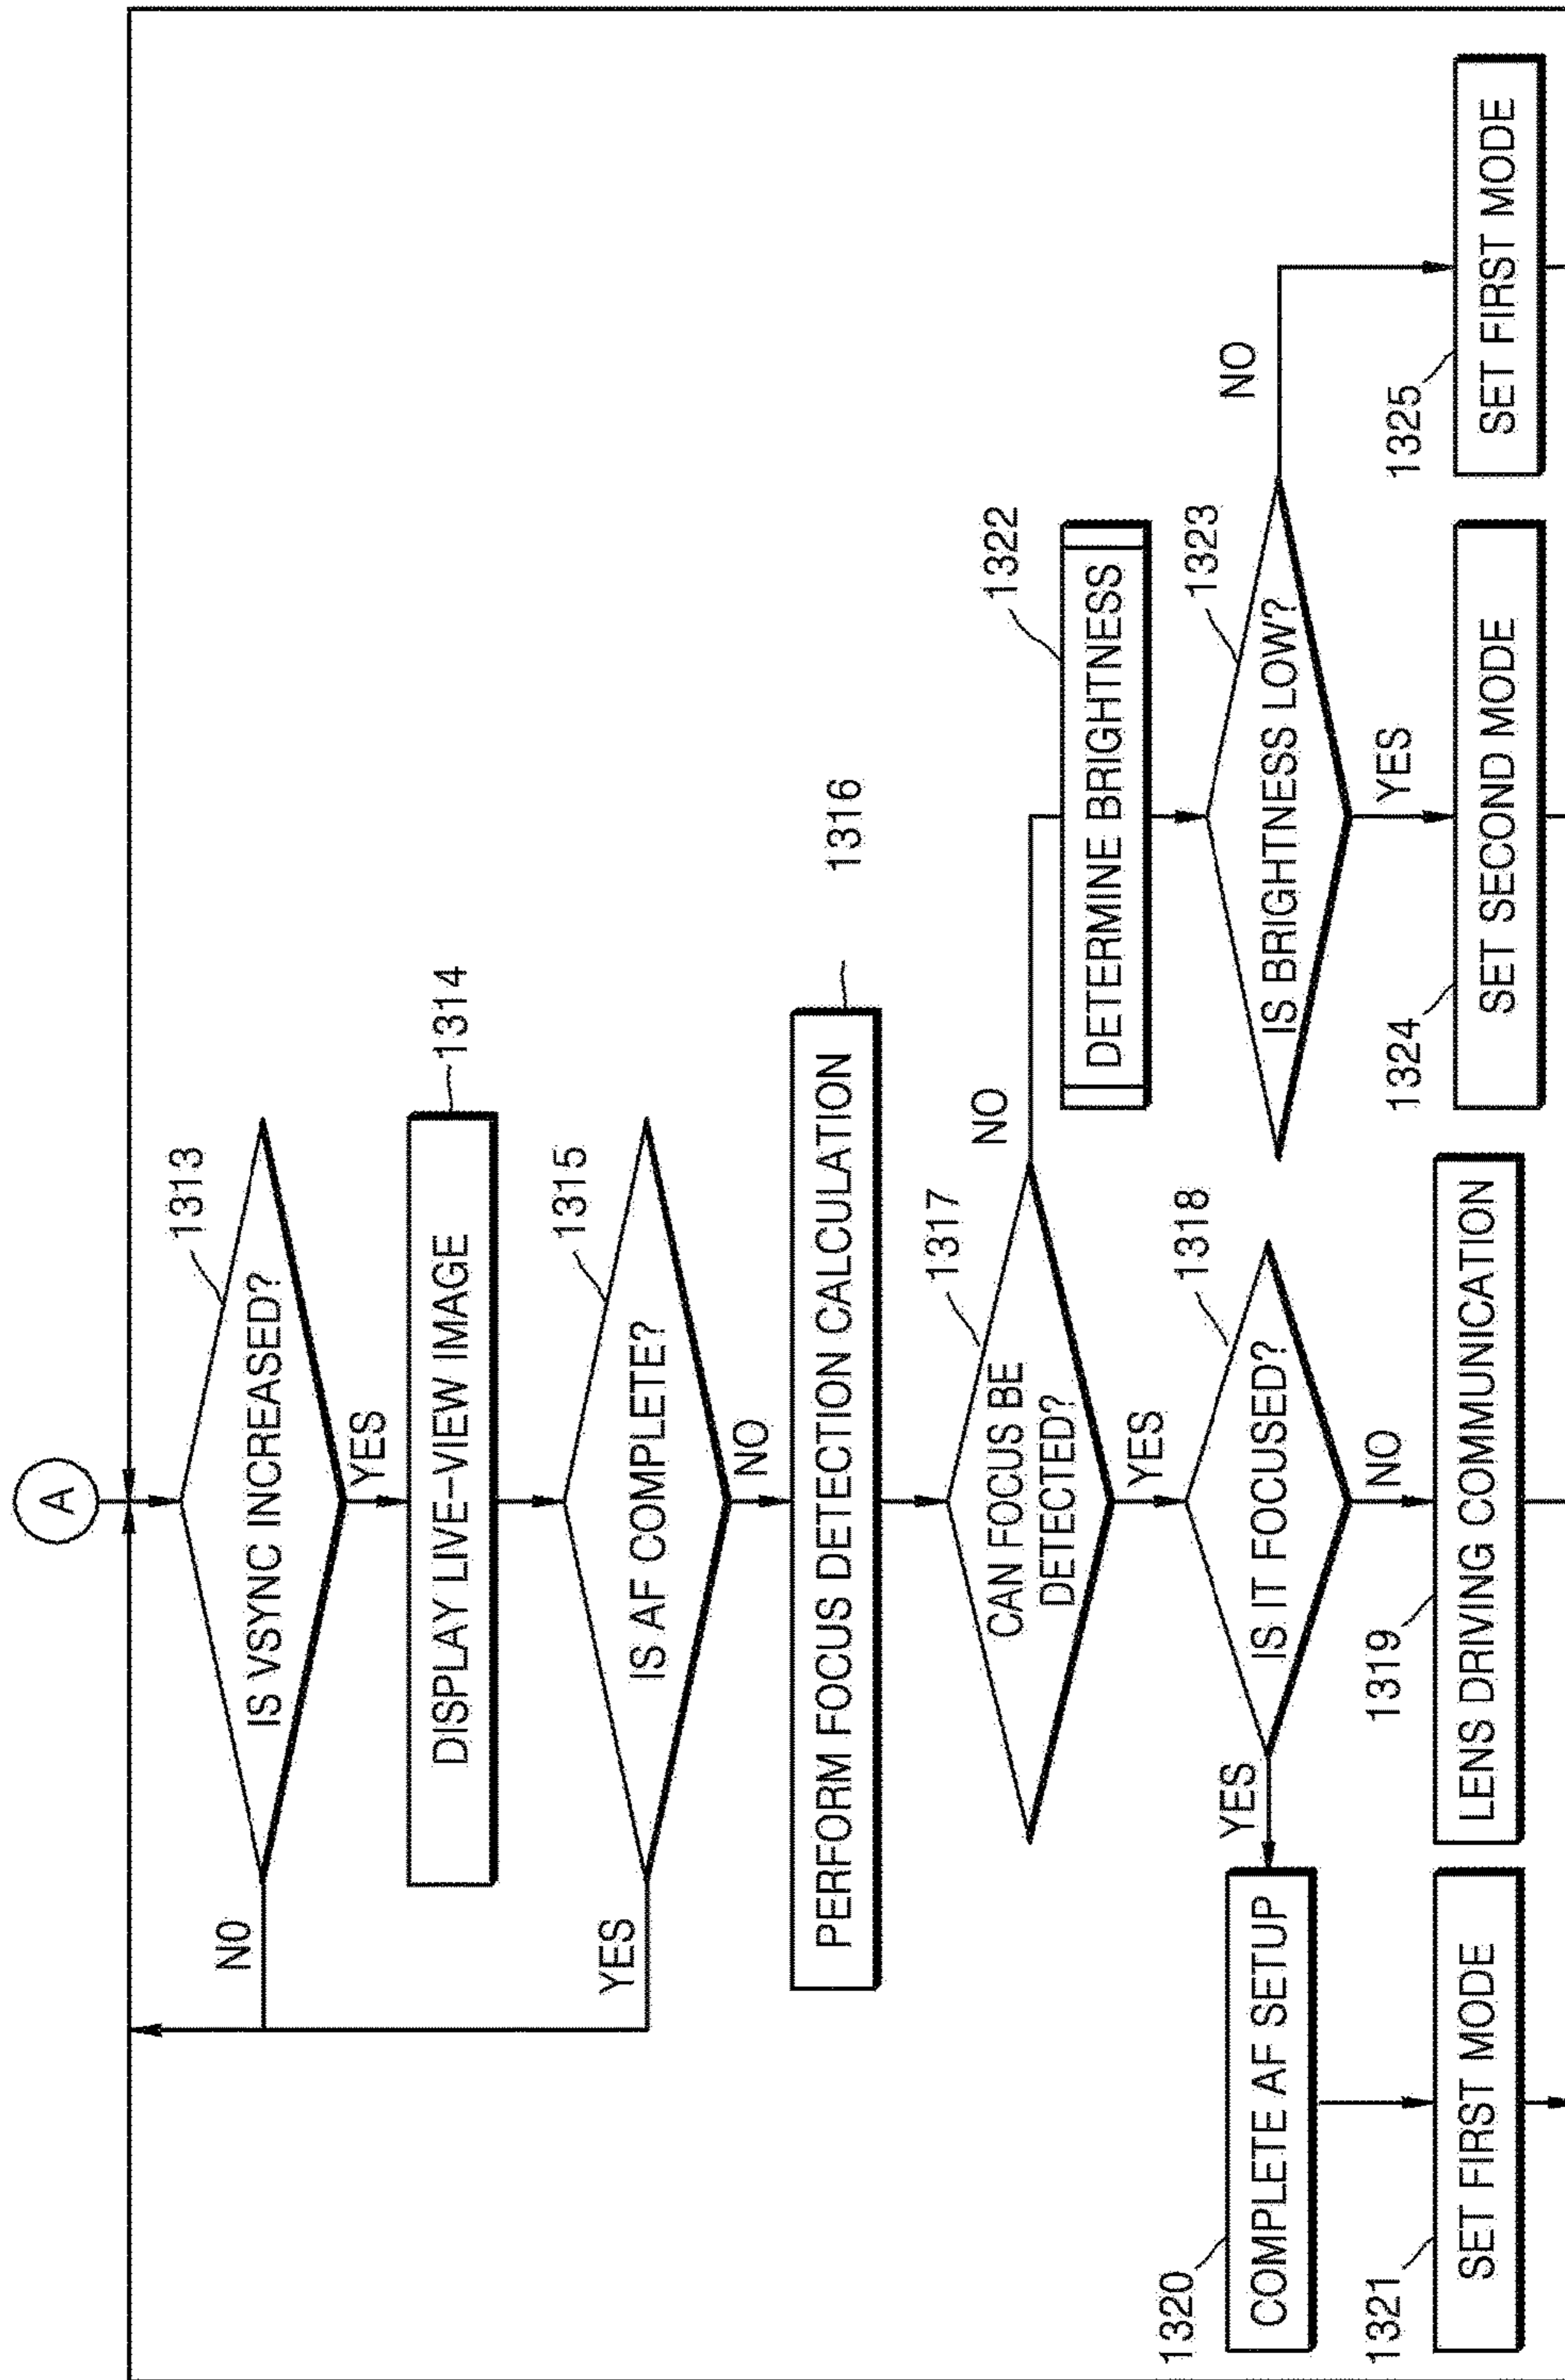 A
1313
IS VSYNC INCREASED?
NO
YES
1314
DISPLAY LIVE-VIEW IMAGE
1315
IS AF COMPLETE?
YES
NO
1316
PERFORM FOCUS DETECTION CALCULATION
1317
CAN FOCUS BE
DETECTED?
NO
YES
1318
IS IT FOCUSED?
YES
NO
1319
LENS DRIVING COMMUNICATION
1320
COMPLETE AF SETUP
1321
SET FIRST MODE
1322
DETERMINE BRIGHTNESS
1323
IS BRIGHTNESS LOW?
NO
YES
1324
SET SECOND MODE
1325
SET FIRST MODE